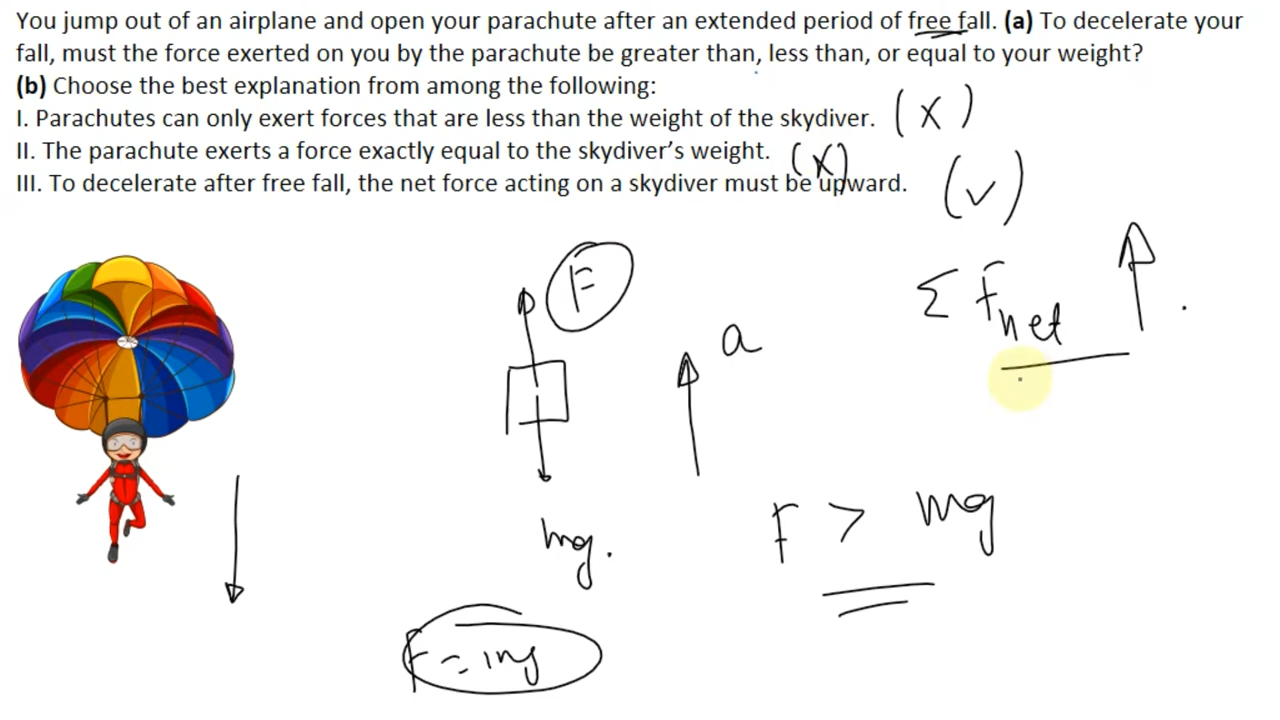 You jump out of an airplane and open your parachute after an extended period of free fall. (a) To decelerate your
fall, must the force exerted on you by the parachute be greater than, less than, or equal to your weight?
(b) Choose the best explanation from among the following:
I. Parachutes can only exert forces that are less than the weight of the skydiver. (x)
II. The parachute exerts a force exactly equal to the skydiver's weight. (x)
III. To decelerate after free fall, the net force acting on a skydiver must be upward. (v)
F
Σ Fnet
a
F > mg
mg.
F = mg